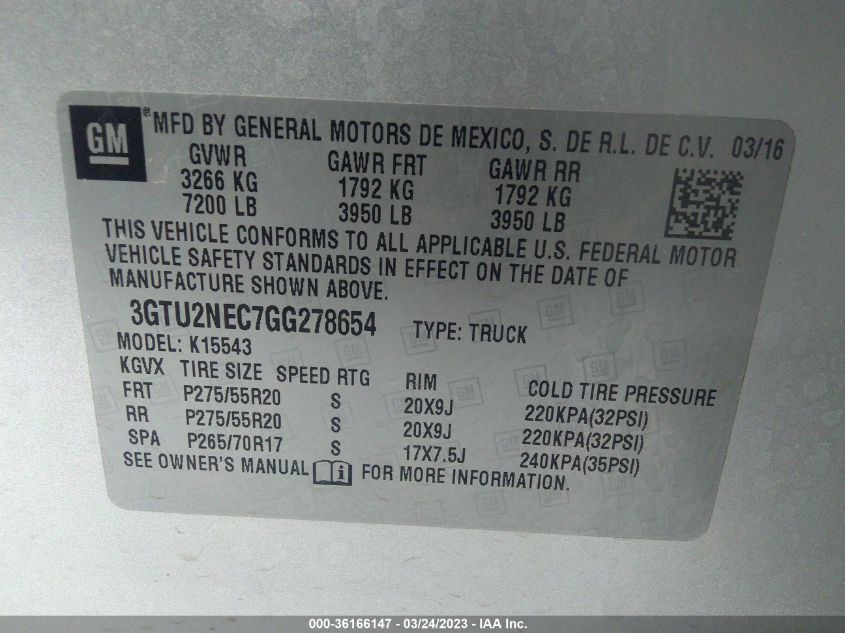 GM ® MFD BY GENERAL MOTORS DE MEXICO, S. DE R.L. DE C.V. 03/16
GVWR GAWR FRT GAWR RR
3266 KG 1792 KG 1792 KG
7200 LB 3950 LB 3950 LB
THIS VEHICLE CONFORMS TO ALL APPLICABLE U.S. FEDERAL MOTOR
VEHICLE SAFETY STANDARDS IN EFFECT ON THE DATE OF
MANUFACTURE SHOWN ABOVE.
3GTU2NEC7GG278654 TYPE: TRUCK
MODEL: K15543
KGVX TIRE SIZE SPEED RTG RIM COLD TIRE PRESSURE
FRT P275/55R20 S 20X9J 220KPA(32PSI)
RR P275/55R20 S 20X9J 220KPA(32PSI)
SPA P265/70R17 S 17X7.5J 240KPA(35PSI)
SEE OWNER'S MANUAL i FOR MORE INFORMATION.
000-36166147 - 03/24/2023 - IAA Inc.